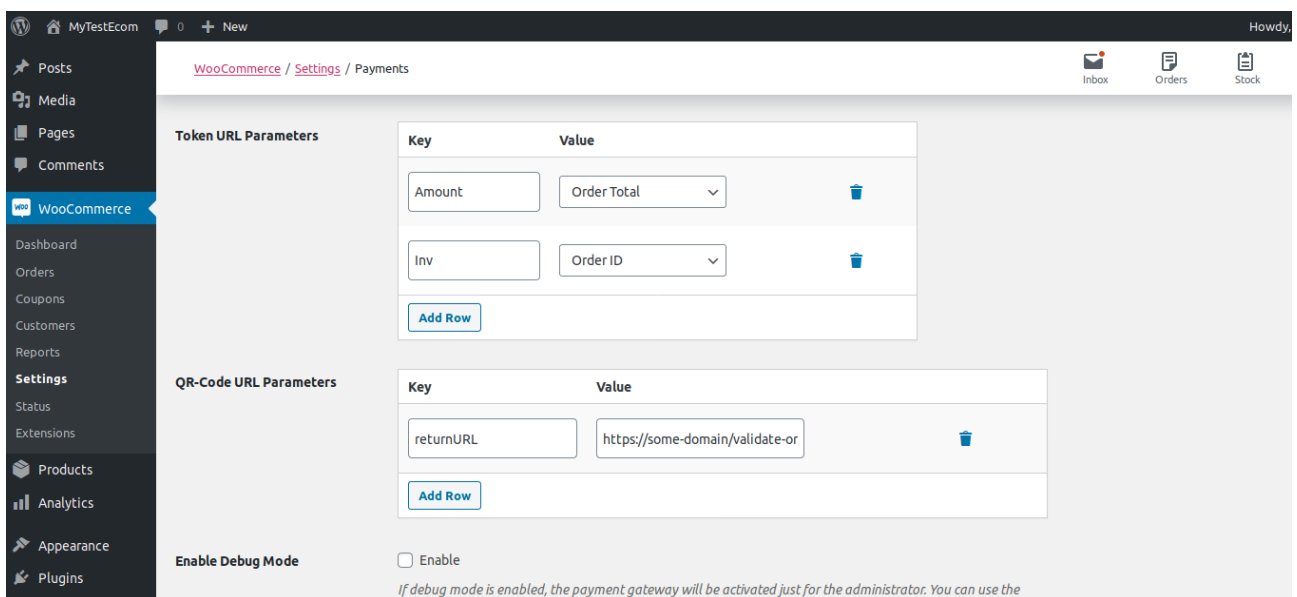 MyTestEcom 0 + New Howdy,
Posts
Media
Pages
Comments
WOO WooCommerce
Dashboard
Orders
Coupons
Customers
Reports
Settings
Status
Extensions
Products
Analytics
Appearance
Plugins
WooCommerce / Settings / Payments
Inbox Orders Stock
Token URL Parameters
Key Value
Amount Order Total
Inv Order ID
Add Row
QR-Code URL Parameters
Key Value
returnURL https://some-domain/validate-or
Add Row
Enable Debug Mode Enable
If debug mode is enabled, the payment gateway will be activated just for the administrator. You can use the